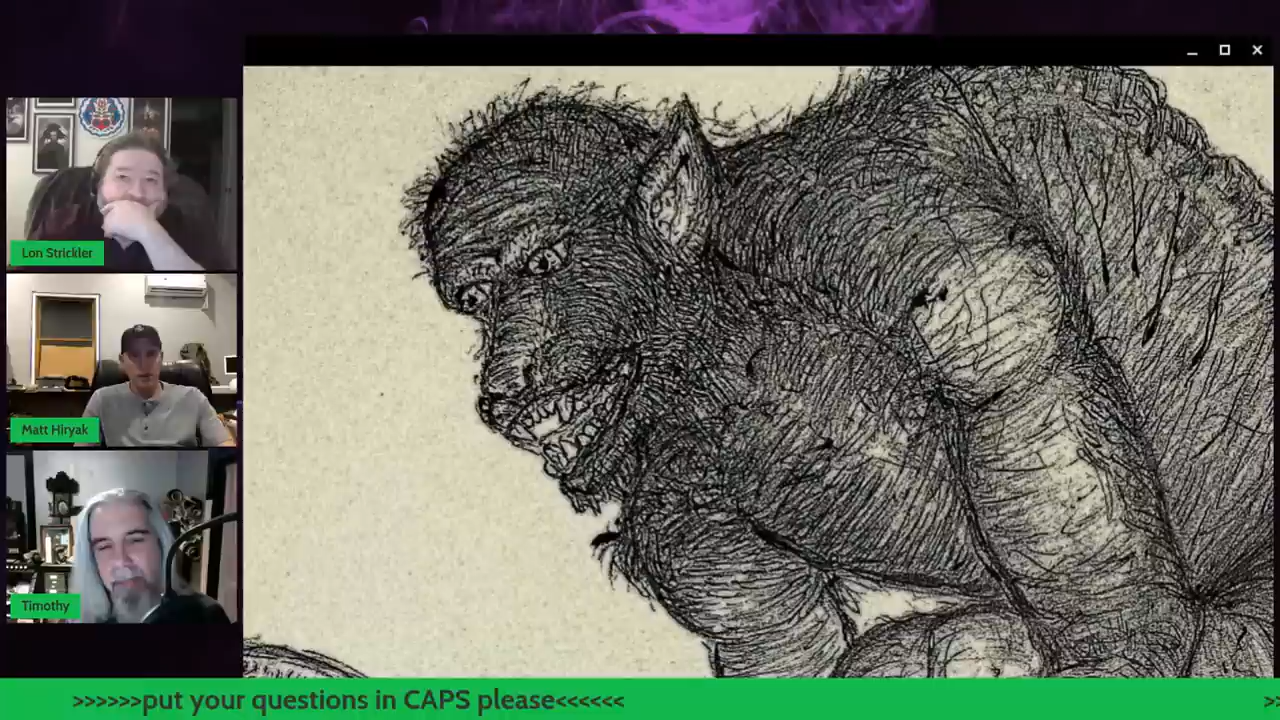 Lon Strickler
Matt Hiryak
Timothy
>>>>>>put your questions in CAPS please<<<<<<
>>